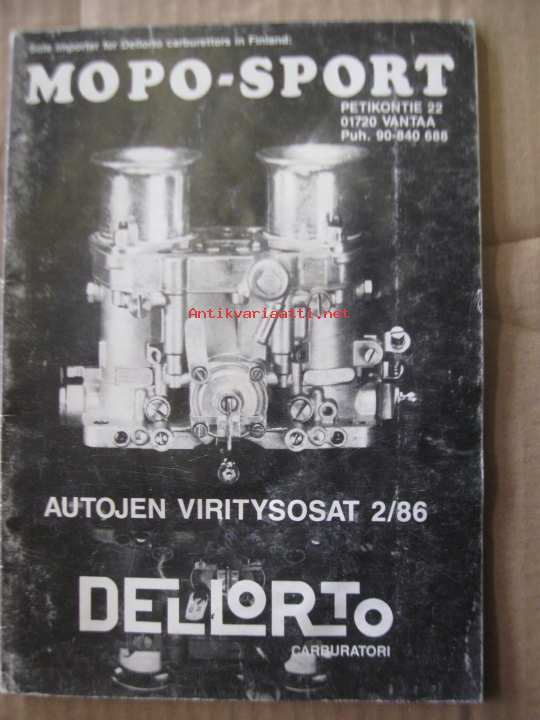 Sole importer for Dellorto carburettors in Finland:
MOPO-SPORT
PETIKONTIE 22
01720 VANTAA
Puh. 90-840 688
Antikvariaatti.net
AUTOJEN VIRITYSOSAT 2/86
DELLORTO
CARBURATORI